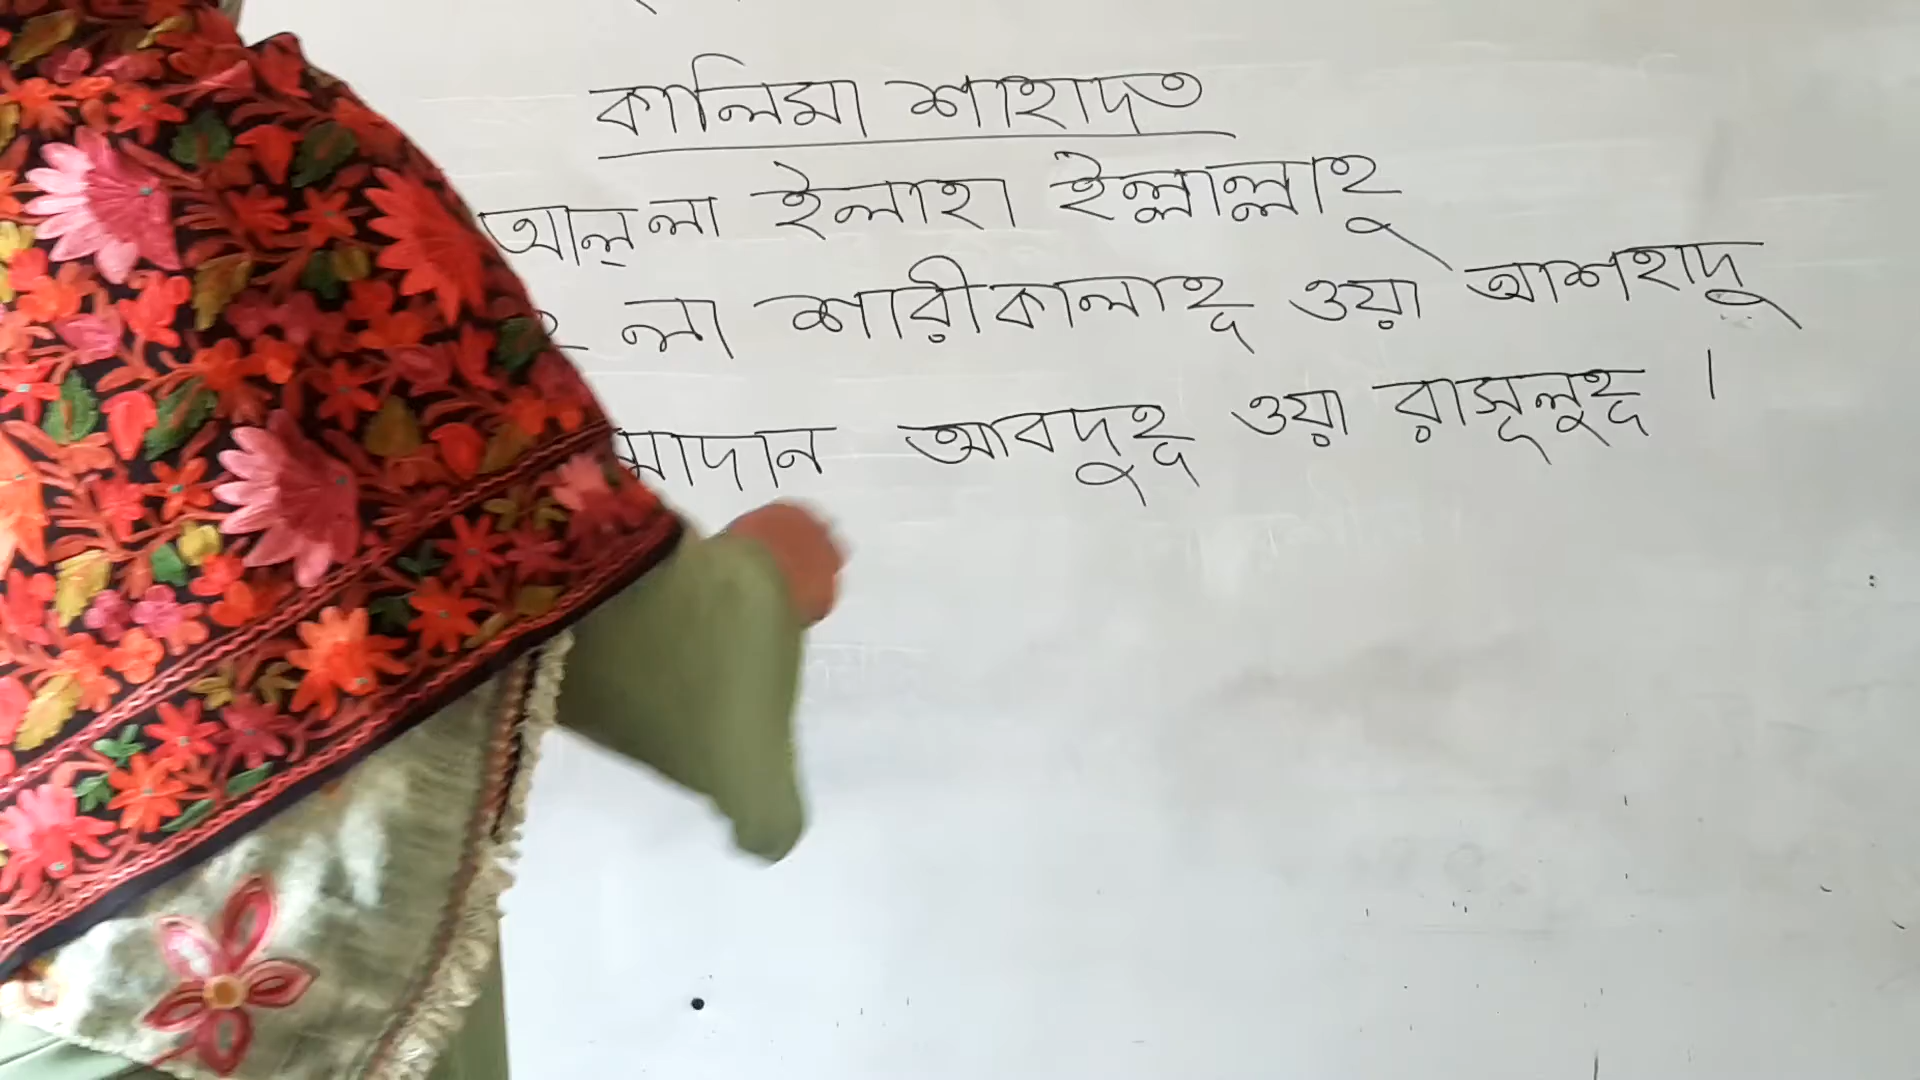 কালিমা শাহাদত
আল্লা ইলাহা ইল্লাল্লাহু
লা শারীকালাহূ ওয়া আশহাদু
মাদান আবদুহূ ওয়া রাসূলুহূ ।